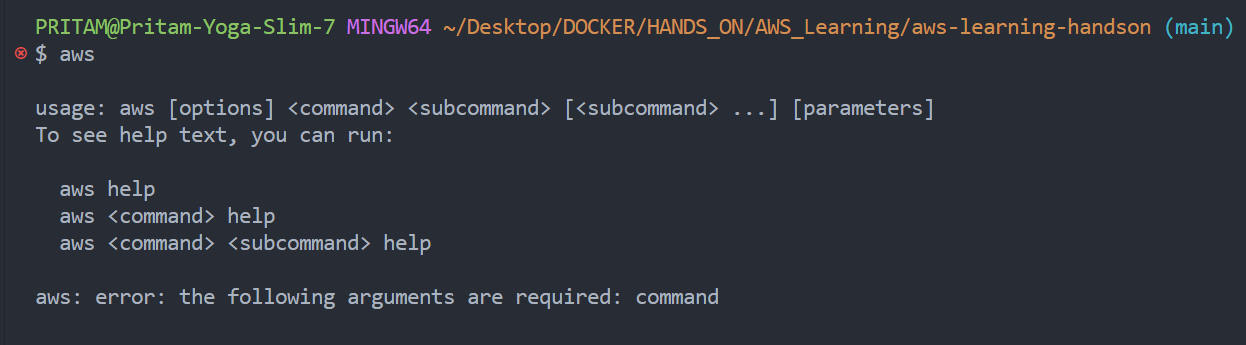 PRITAM@Pritam-Yoga-Slim-7 MINGW64 ~/Desktop/DOCKER/HANDS_ON/AWS_Learning/aws-learning-handson (main)
$ aws
usage: aws [options] <command> <subcommand> [<subcommand> ...] [parameters]
To see help text, you can run:
aws help
aws <command> help
aws <command> <subcommand> help
aws: error: the following arguments are required: command